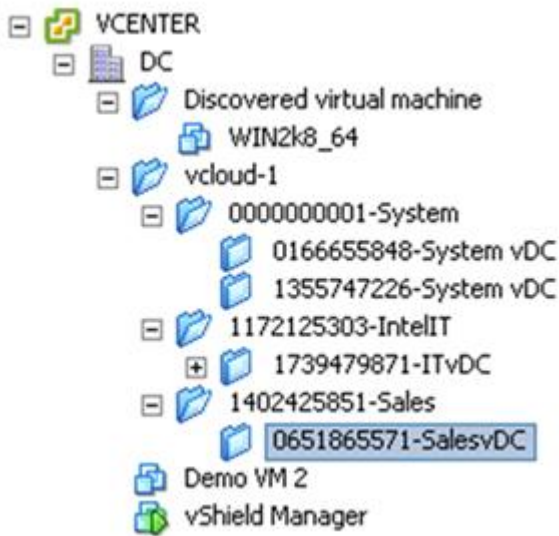 VCENTER
DC
Discovered virtual machine
WIN2k8_64
vcloud-1
0000000001-System
0166655848-System vDC
1355747226-System vDC
1172125303-IntelIT
1739479871-ITvDC
1402425851-Sales
0651865571-SalesvDC
Demo VM 2
vShield Manager